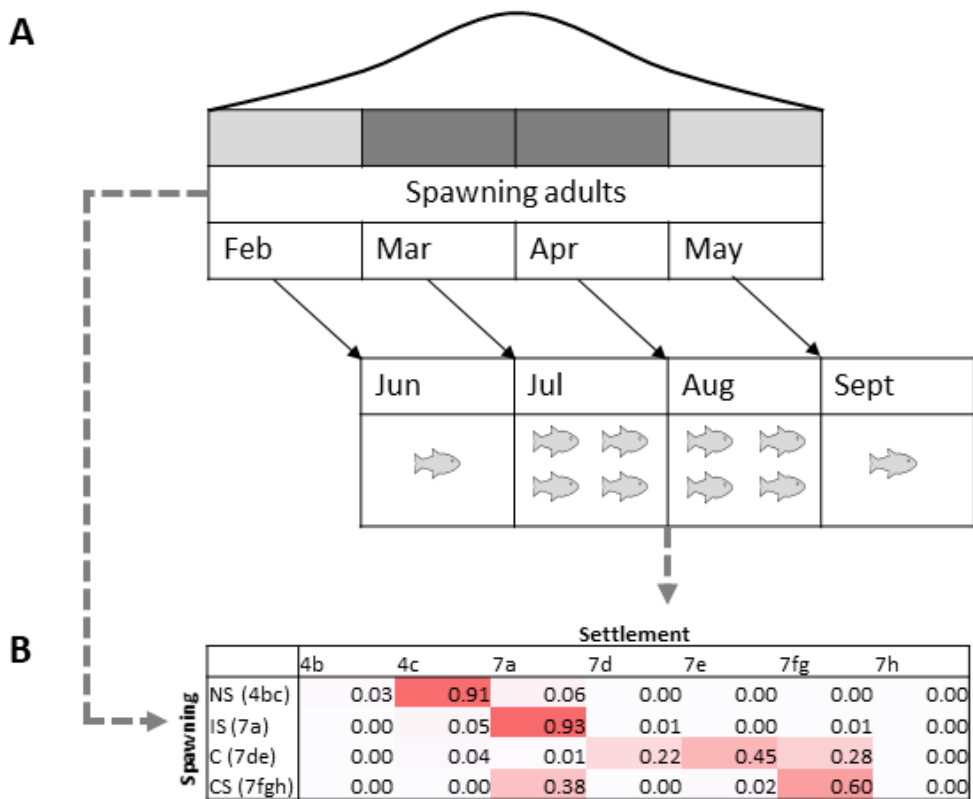 A
Spawning adults
Feb Mar Apr May
Jun Jul Aug Sept
B
Settlement
4b 4c 7a 7d 7e 7fg 7h
Spawning
NS (4bc) 0.03 0.91 0.06 0.00 0.00 0.00 0.00
IS (7a) 0.00 0.05 0.93 0.01 0.00 0.01 0.00
C (7de) 0.00 0.04 0.01 0.22 0.45 0.28 0.00
CS (7fgh) 0.00 0.00 0.38 0.00 0.02 0.60 0.00